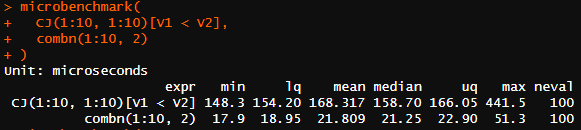 > microbenchmark(
+   CJ(1:10, 1:10)[V1 < V2],
+   combn(1:10, 2)
+ )
Unit: microseconds
                    expr   min     lq    mean median     uq   max neval
 CJ(1:10, 1:10)[V1 < V2] 148.3 154.20 168.317 158.70 166.05 441.5   100
          combn(1:10, 2)  17.9  18.95  21.809  21.25  22.90  51.3   100